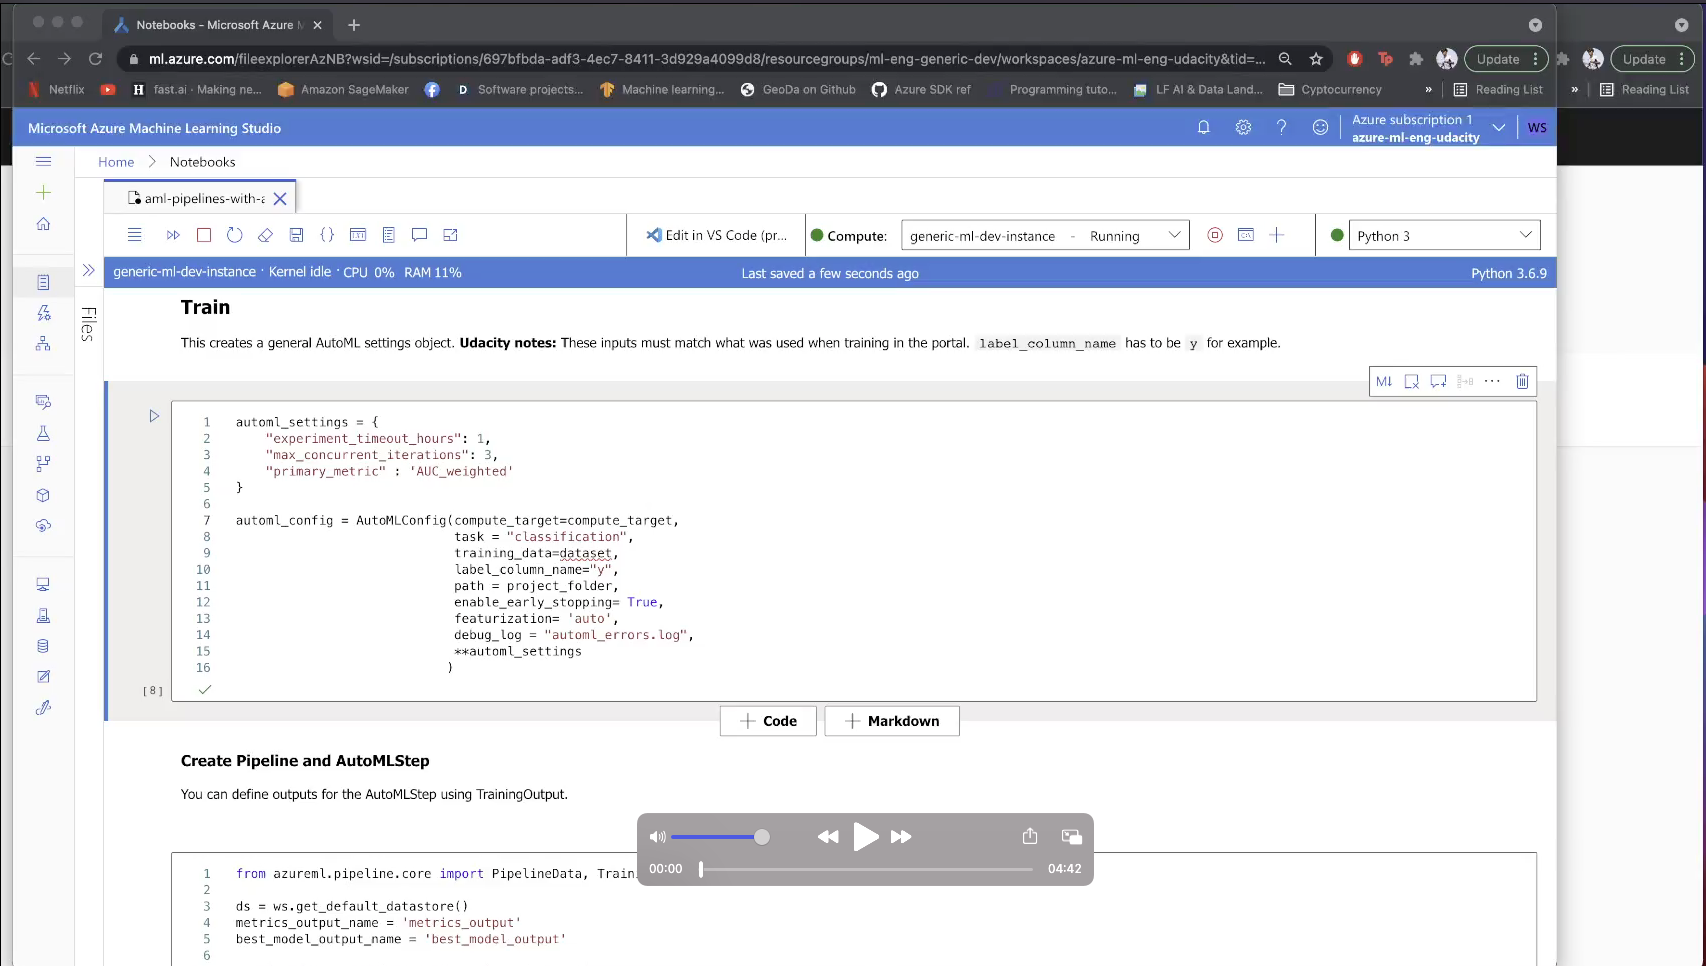 Notebooks - Microsoft Azure M
Update
Update
ml.azure.com/fileexplorerAzNB?wsid=/subscriptions/697bfbda-adf3-4ec7-8411-3d929a4099d8/resourcegroups/ml-eng-generic-dev/workspaces/azure-ml-eng-udacity&tid=...
Netflix
H fast.ai · Making ne...
Amazon SageMaker
D Software projects...
Machine learning...
GeoDa on Github
Azure SDK ref
Programming tuto...
LF AI & Data Land...
Cryptocurrency
»
Reading List
»
Reading List
Microsoft Azure Machine Learning Studio
Azure subscription 1
azure-ml-eng-udacity
WS
Home > Notebooks
aml-pipelines-with-a
Edit in VS Code (pr...
Compute: generic-ml-dev-instance - Running
Python 3
generic-ml-dev-instance · Kernel idle · CPU 0% RAM 11%
Last saved a few seconds ago
Python 3.6.9
Files
Train
This creates a general AutoML settings object. Udacity notes: These inputs must match what was used when training in the portal. label_column_name has to be y for example.
M↓
1 automl_settings = {
2 "experiment_timeout_hours": 1,
3 "max_concurrent_iterations": 3,
4 "primary_metric" : 'AUC_weighted'
5 }
6
7 automl_config = AutoMLConfig(compute_target=compute_target,
8 task = "classification",
9 training_data=dataset,
10 label_column_name="y",
11 path = project_folder,
12 enable_early_stopping= True,
13 featurization= 'auto',
14 debug_log = "automl_errors.log",
15 **automl_settings
16 )
[8]
+ Code
+ Markdown
Create Pipeline and AutoMLStep
You can define outputs for the AutoMLStep using TrainingOutput.
00:00
04:42
1 from azureml.pipeline.core import PipelineData, Traini
2
3 ds = ws.get_default_datastore()
4 metrics_output_name = 'metrics_output'
5 best_model_output_name = 'best_model_output'
6